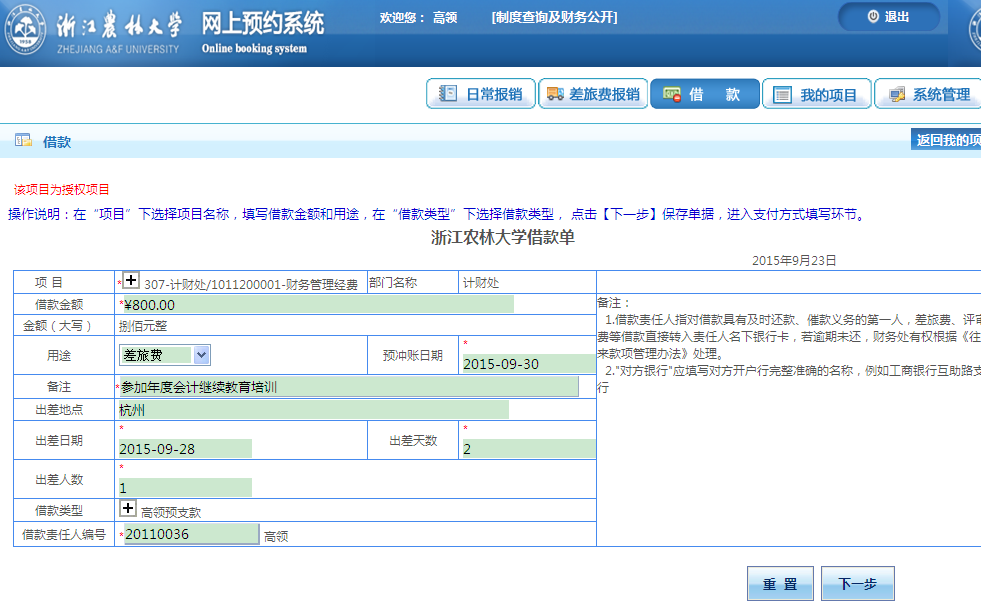 浙江农林大学 网上预约系统
ZHEJIANG A&F UNIVERSITY Online booking system
欢迎您： 高领 [制度查询及财务公开] 退出
日常报销 差旅费报销 借 款 我的项目 系统管理
借款 返回我的项
该项目为授权项目
操作说明：在“项目”下选择项目名称，填写借款金额和用途，在“借款类型”下选择借款类型， 点击【下一步】保存单据，进入支付方式填写环节。
浙江农林大学借款单
2015年9月23日
项 目 * 307-计财处/1011200001-财务管理经费 部门名称 计财处
借款金额 *¥800.00
金额（大写） 捌佰元整
用途 差旅费 预冲账日期 * 2015-09-30
备注 *参加年度会计继续教育培训
出差地点 杭州
出差日期 * 2015-09-28 出差天数 * 2
出差人数 * 1
借款类型 高领预支款
借款责任人编号 *20110036 高领
备注：
1.借款责任人指对借款具有及时还款、催款义务的第一人，差旅费、评审
费等借款直接转入责任人名下银行卡，若逾期未还，财务处有权根据《往
来款项管理办法》处理。
2."对方银行"应填写对方开户行完整准确的名称，例如工商银行互助路支
行
重 置 下一步